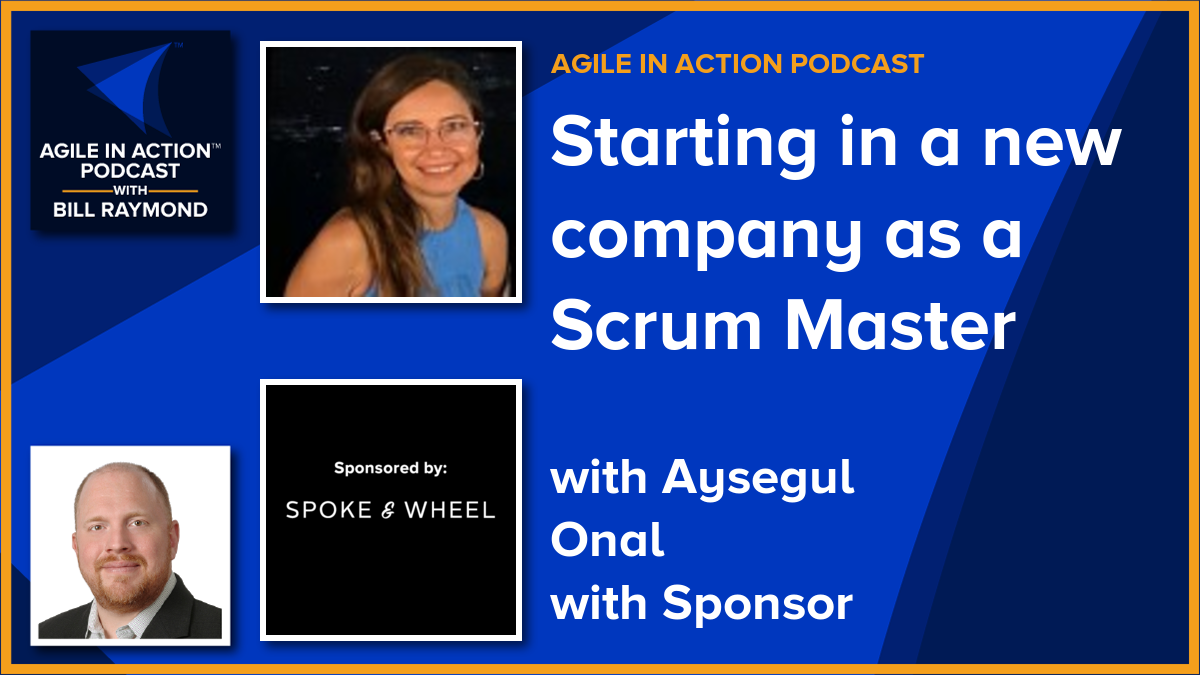 AGILE IN ACTION™
PODCAST
WITH
BILL RAYMOND
AGILE IN ACTION PODCAST
Starting in a new
company as a
Scrum Master
Sponsored by:
SPOKE & WHEEL
with Aysegul
Onal
with Sponsor